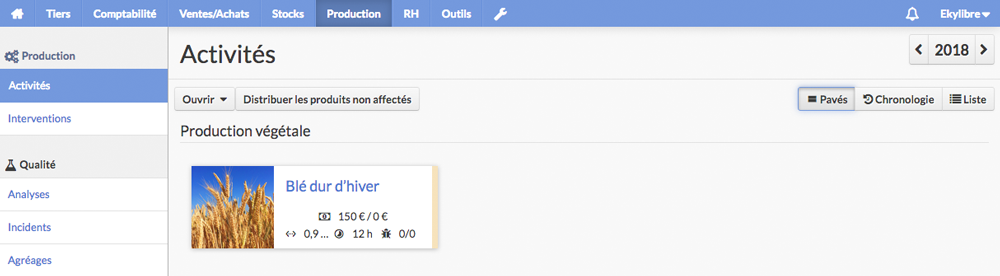 Tiers Comptabilité Ventes/Achats Stocks Production RH Outils Ekylibre
Production
Activités
Interventions
Qualité
Analyses
Incidents
Agréages
Activités
2018
Ouvrir Distribuer les produits non affectés
Pavés Chronologie Liste
Production végétale
Blé dur d’hiver
150 € / 0 €
0,9 ... 12 h 0/0